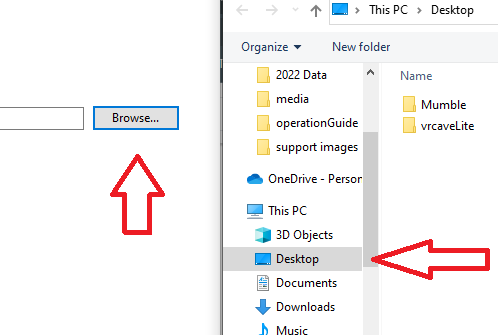 This PC > Desktop
Organize
New folder
2022 Data
media
operationGuide
support images
OneDrive - Person
This PC
3D Objects
Desktop
Documents
Downloads
Music
Name
Mumble
vrcaveLite
Browse...